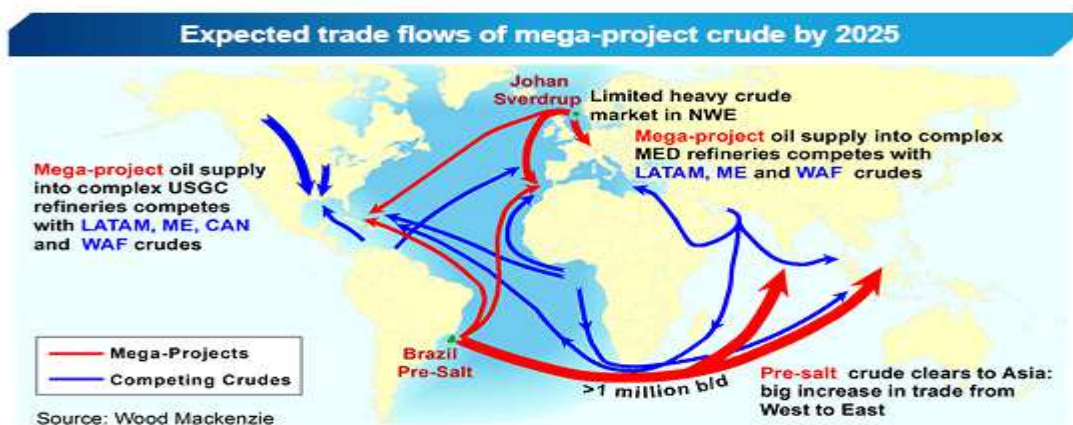 Expected trade flows of mega-project crude by 2025
Johan
Sverdrup
Limited heavy crude
market in NWE
Mega-project oil supply into complex
MED refineries competes with
LATAM, ME and WAF crudes
Mega-project oil supply
into complex USGC
refineries competes
with LATAM, ME, CAN
and WAF crudes
Brazil
Pre-Salt
Mega-Projects
Competing Crudes
>1 million b/d
Pre-salt crude clears to Asia:
big increase in trade from
West to East
Source: Wood Mackenzie